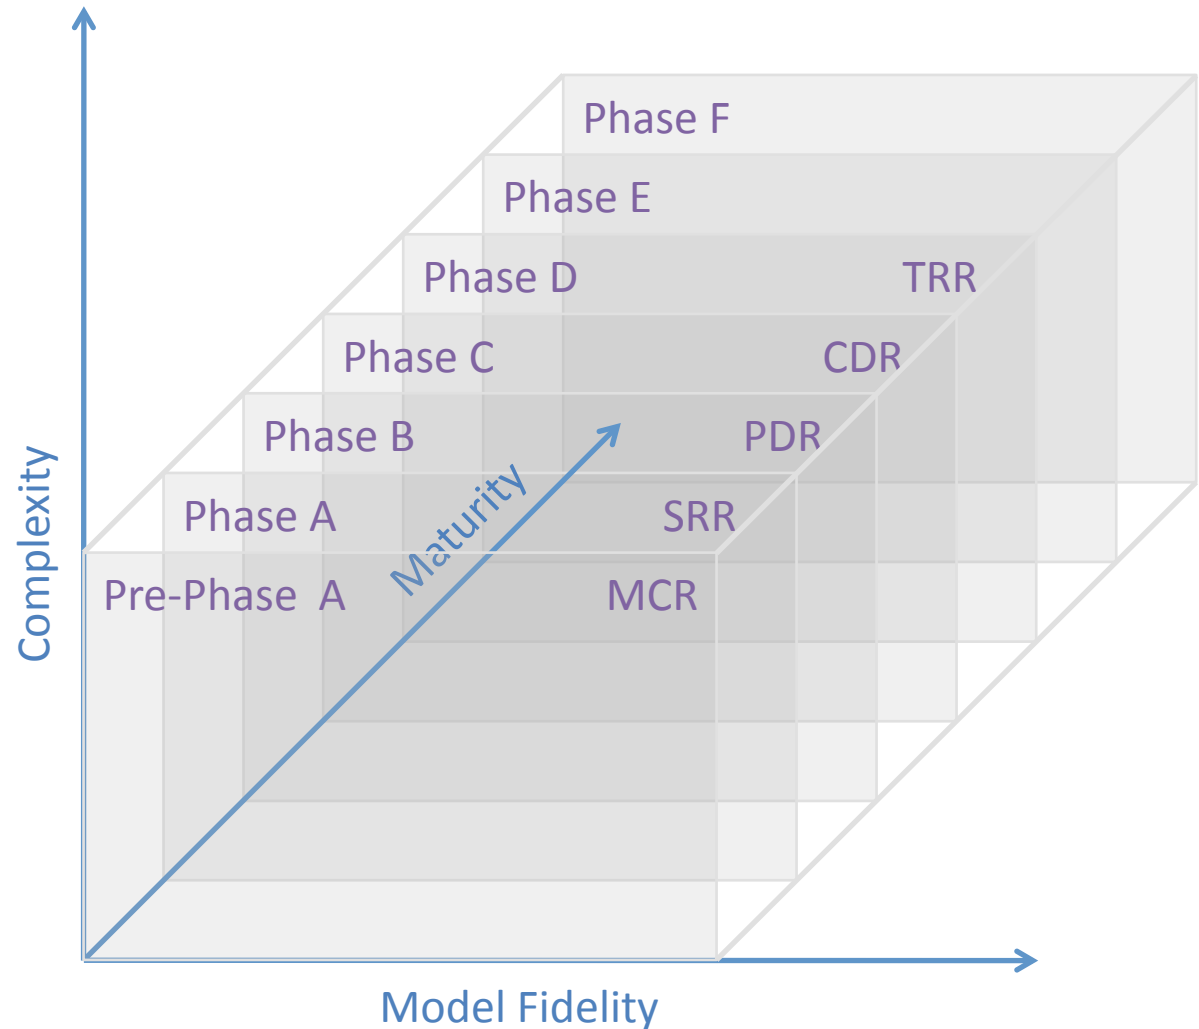 Phase F
Phase E
Phase D TRR
Phase C CDR
Phase B PDR
Phase A SRR
Pre-Phase A MCR
Maturity
Complexity
Model Fidelity